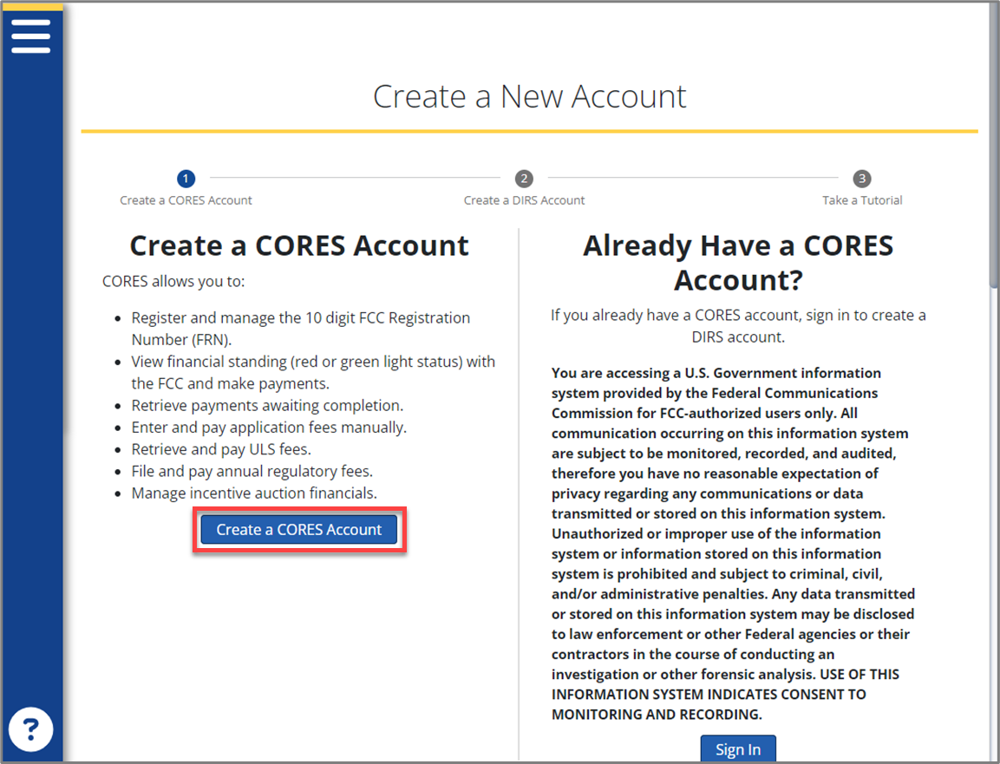 Create a New Account
1
2
3
Create a CORES Account
Create a DIRS Account
Take a Tutorial
Create a CORES Account
CORES allows you to:
• Register and manage the 10 digit FCC Registration
Number (FRN).
• View financial standing (red or green light status) with
the FCC and make payments.
• Retrieve payments awaiting completion.
• Enter and pay application fees manually.
• Retrieve and pay ULS fees.
• File and pay annual regulatory fees.
• Manage incentive auction financials.
Create a CORES Account
Already Have a CORES
Account?
If you already have a CORES account, sign in to create a
DIRS account.
You are accessing a U.S. Government information
system provided by the Federal Communications
Commission for FCC-authorized users only. All
communication occurring on this information system
are subject to be monitored, recorded, and audited,
therefore you have no reasonable expectation of
privacy regarding any communications or data
transmitted or stored on this information system.
Unauthorized or improper use of the information
system or information stored on this information
system is prohibited and subject to criminal, civil,
and/or administrative penalties. Any data transmitted
or stored on this information system may be disclosed
to law enforcement or other Federal agencies or their
contractors in the course of conducting an
investigation or other forensic analysis. USE OF THIS
INFORMATION SYSTEM INDICATES CONSENT TO
MONITORING AND RECORDING.
Sign In
?